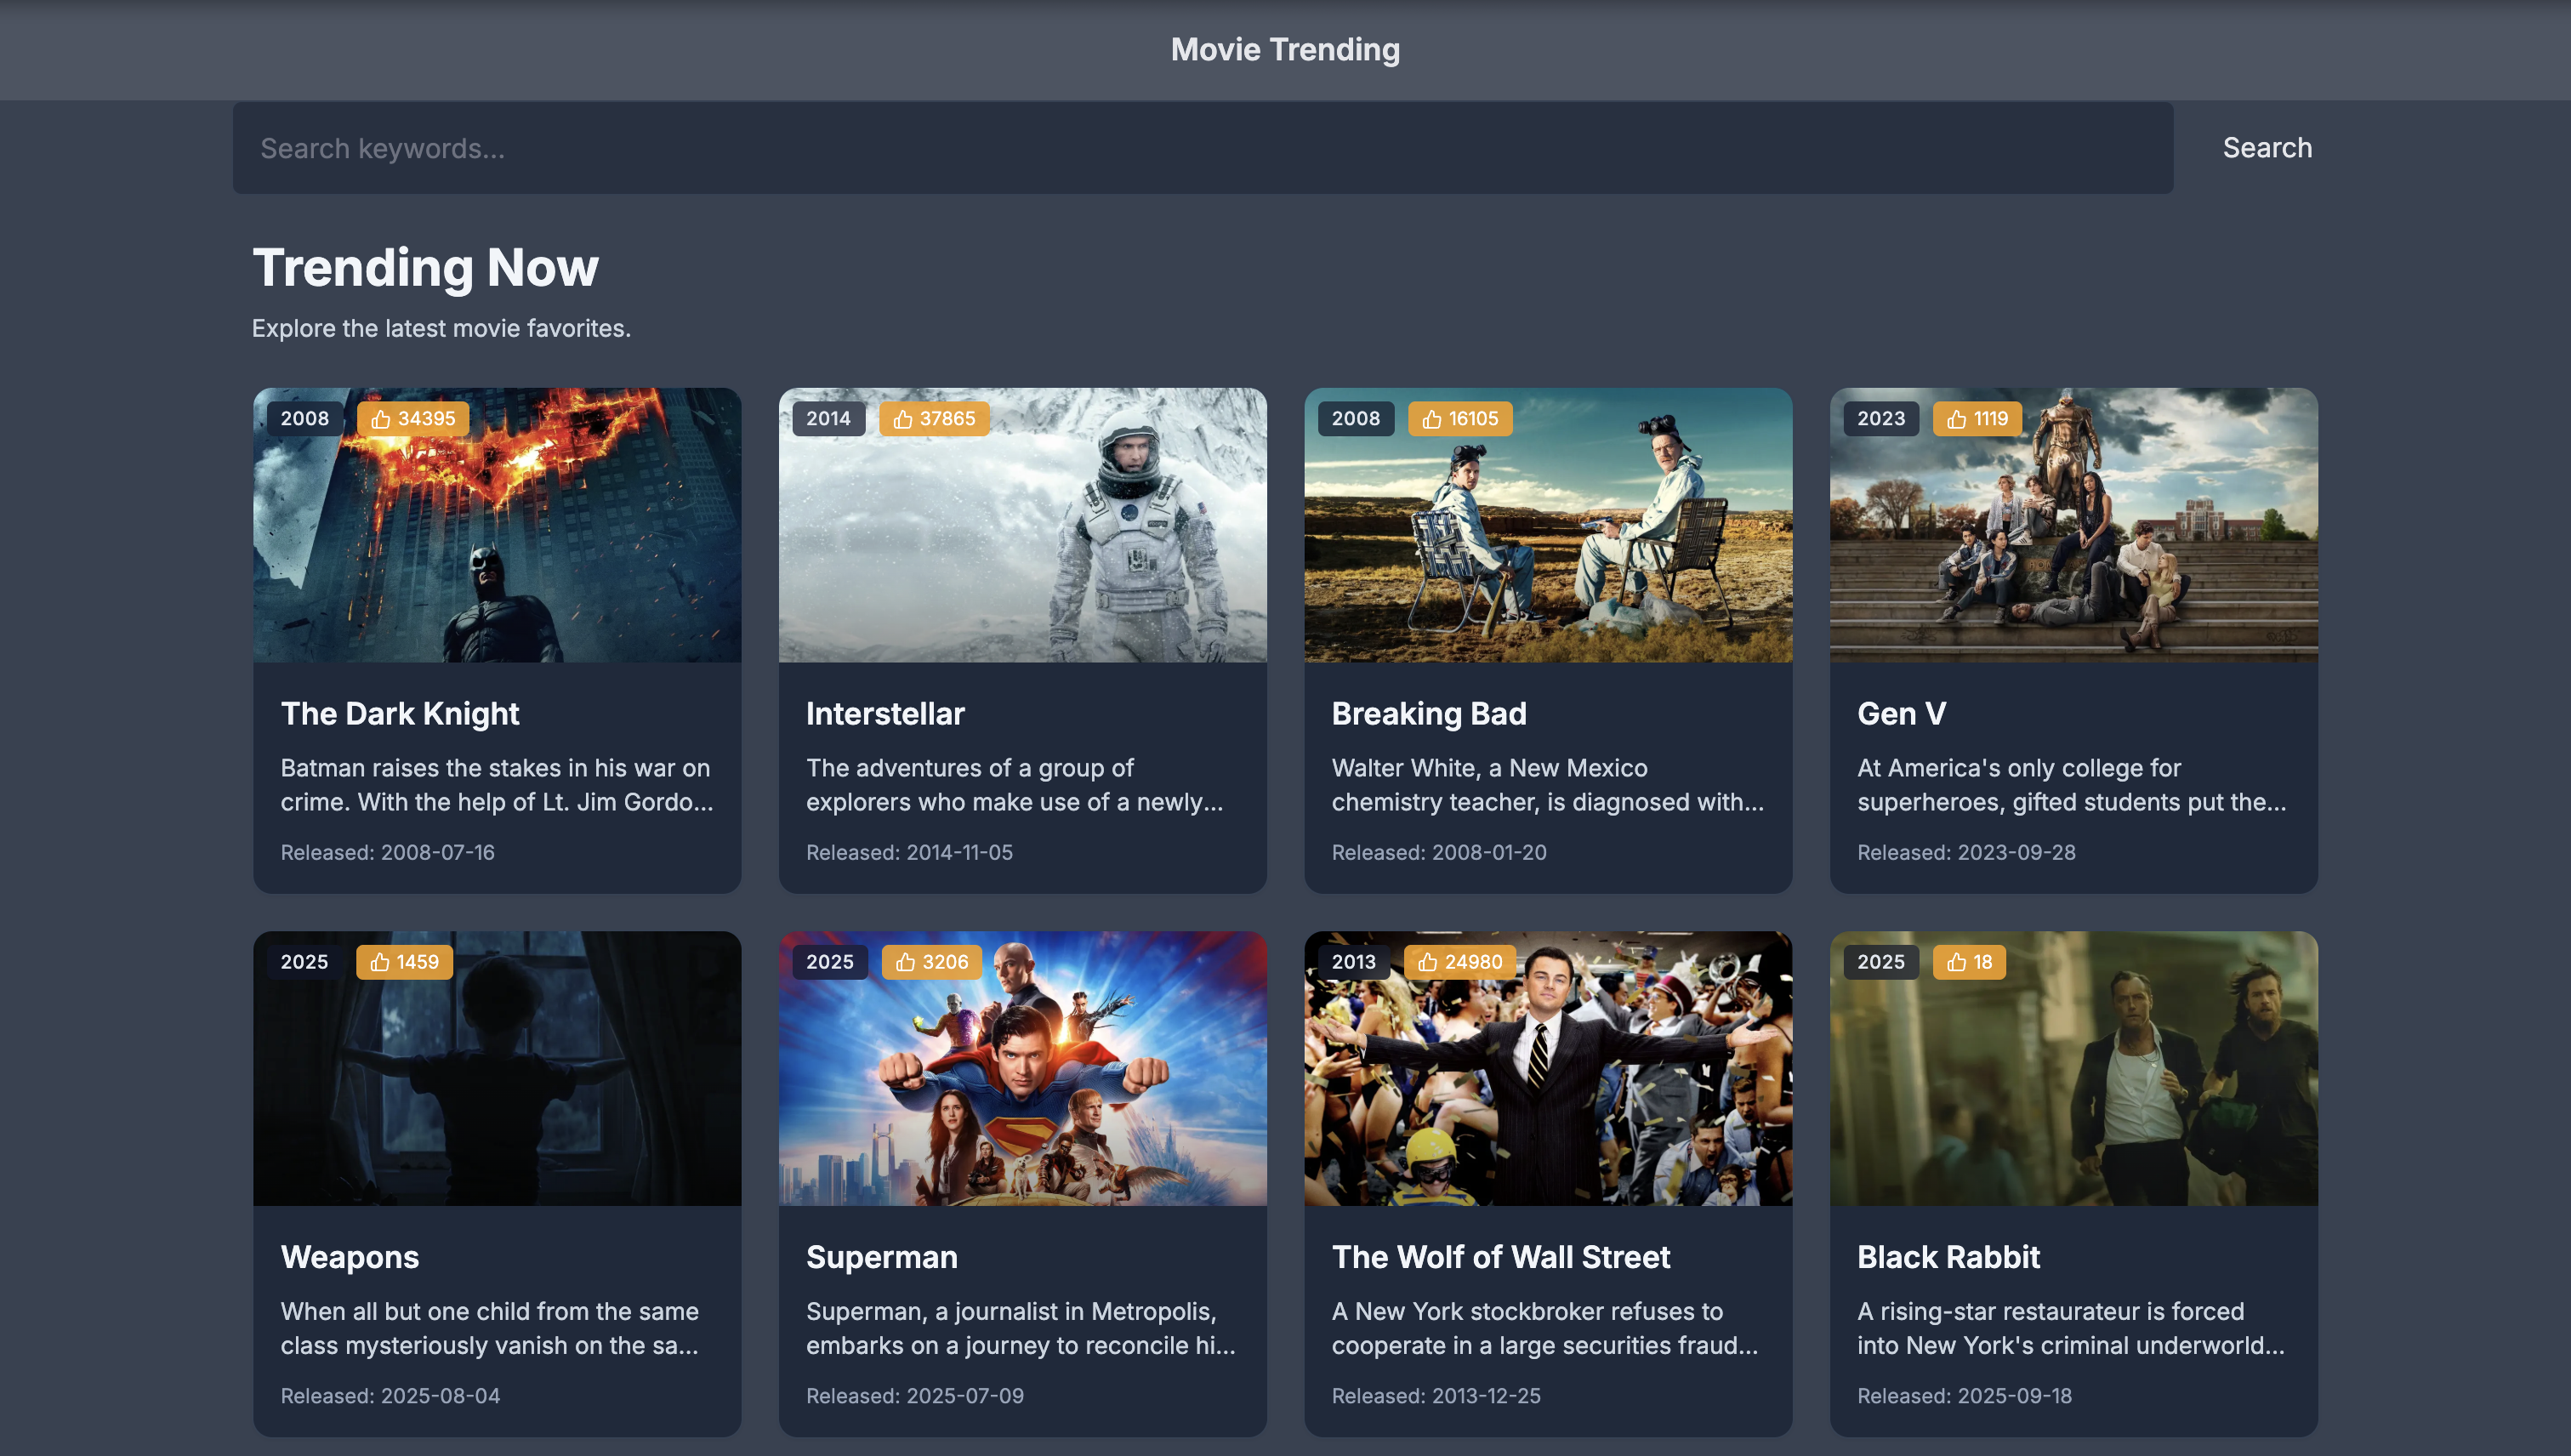 Movie Trending
Search keywords...
Search
Trending Now
Explore the latest movie favorites.
2008 34395
2014 37865
2008 16105
2023 1119
The Dark Knight
Batman raises the stakes in his war on
crime. With the help of Lt. Jim Gordo...
Released: 2008-07-16
Interstellar
The adventures of a group of
explorers who make use of a newly...
Released: 2014-11-05
Breaking Bad
Walter White, a New Mexico
chemistry teacher, is diagnosed with...
Released: 2008-01-20
Gen V
At America's only college for
superheroes, gifted students put the...
Released: 2023-09-28
2025 1459
2025 3206
2013 24980
2025 18
Weapons
When all but one child from the same
class mysteriously vanish on the sa...
Released: 2025-08-04
Superman
Superman, a journalist in Metropolis,
embarks on a journey to reconcile hi...
Released: 2025-07-09
The Wolf of Wall Street
A New York stockbroker refuses to
cooperate in a large securities fraud...
Released: 2013-12-25
Black Rabbit
A rising-star restaurateur is forced
into New York's criminal underworld...
Released: 2025-09-18